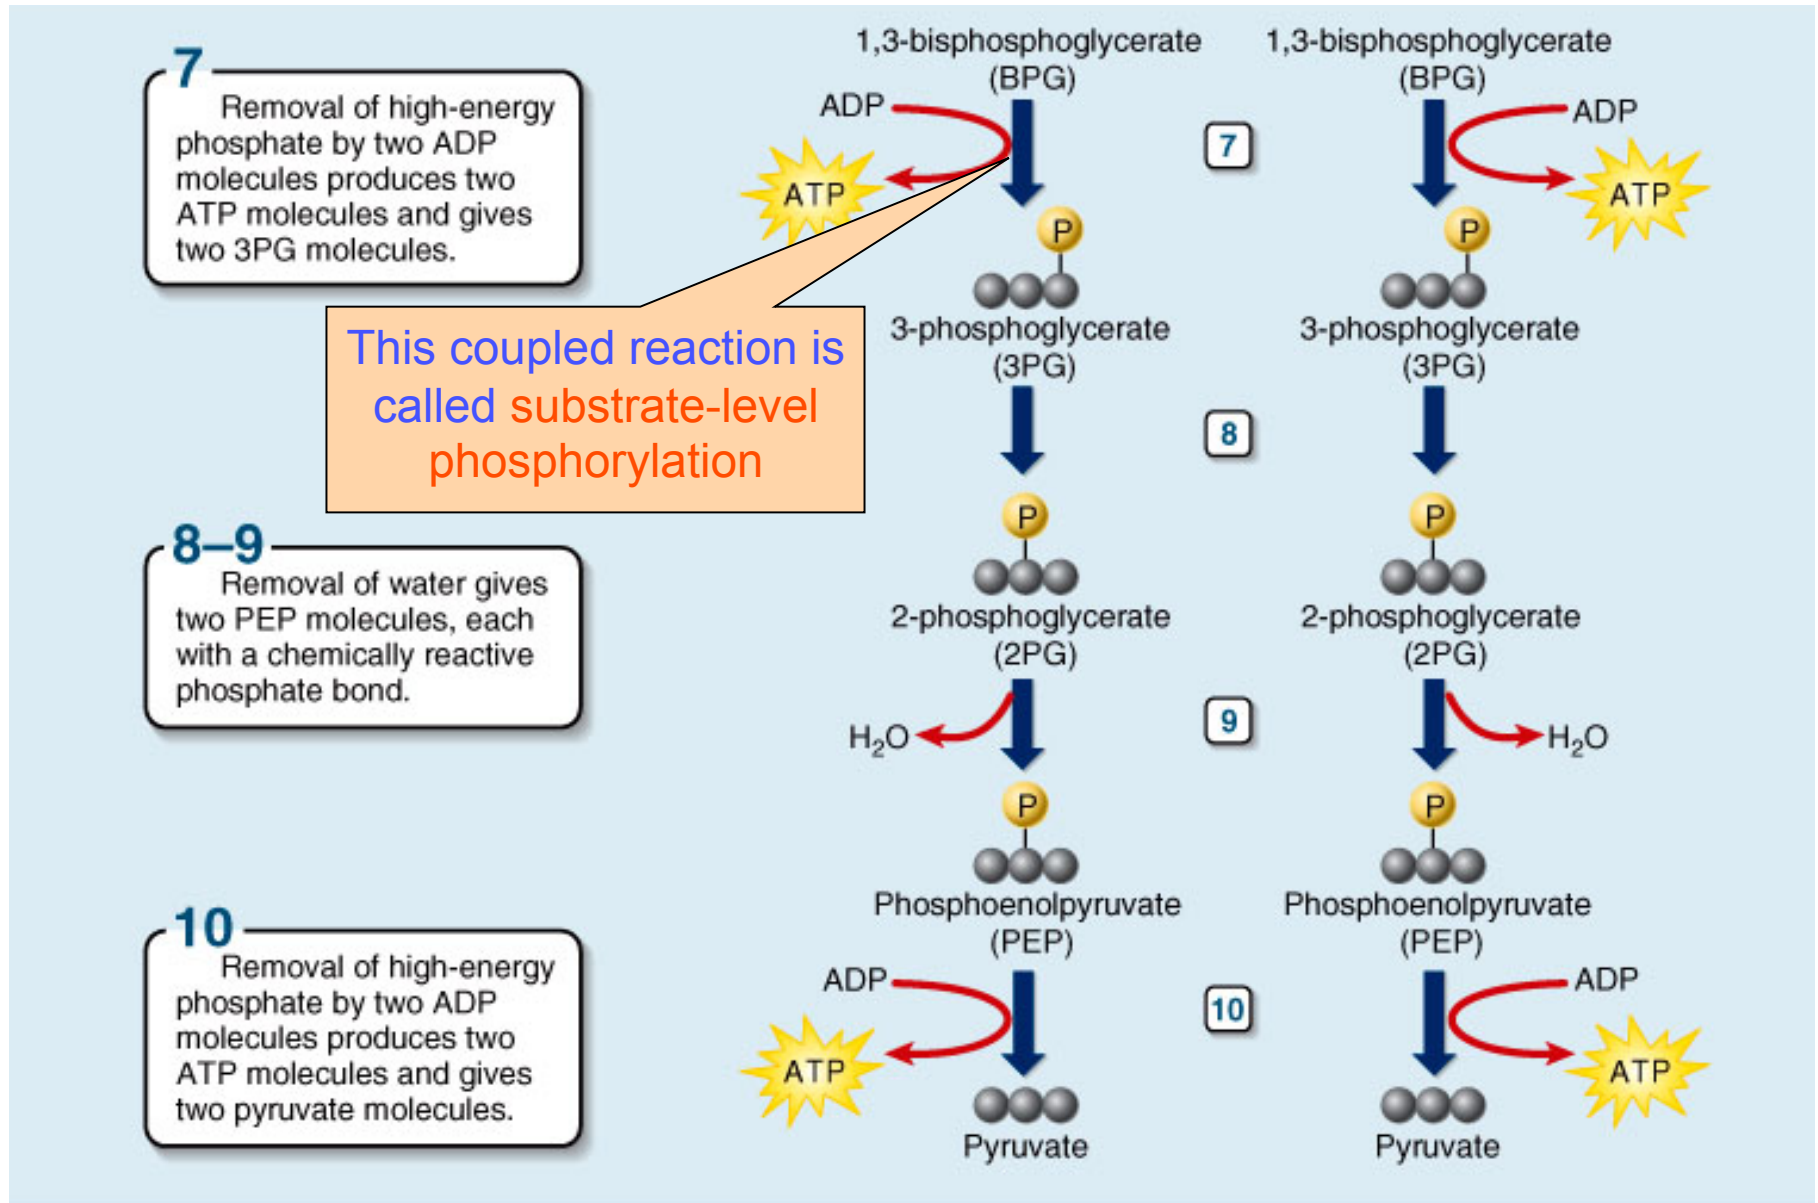 7
Removal of high-energy
phosphate by two ADP
molecules produces two
ATP molecules and gives
two 3PG molecules.
1,3-bisphosphoglycerate
(BPG)
1,3-bisphosphoglycerate
(BPG)
ADP
ATP
7
ADP
ATP
P
P
This coupled reaction is
called substrate-level
phosphorylation
3-phosphoglycerate
(3PG)
3-phosphoglycerate
(3PG)
8
8–9
Removal of water gives
two PEP molecules, each
with a chemically reactive
phosphate bond.
P
P
2-phosphoglycerate
(2PG)
2-phosphoglycerate
(2PG)
H₂O
9
H₂O
P
P
Phosphoenolpyruvate
(PEP)
Phosphoenolpyruvate
(PEP)
10
Removal of high-energy
phosphate by two ADP
molecules produces two
ATP molecules and gives
two pyruvate molecules.
ADP
ATP
10
ADP
ATP
Pyruvate
Pyruvate